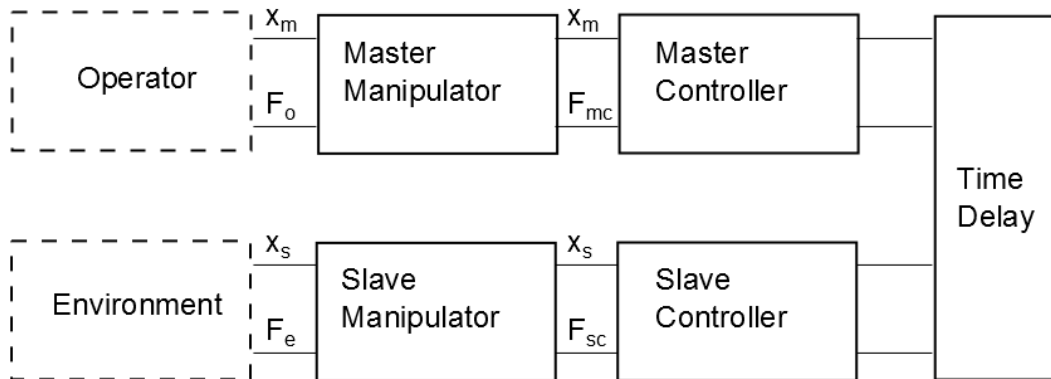 x_m x_m
Operator
Master Manipulator
Master Controller
F_o F_mc
Time Delay
x_s x_s
Environment
Slave Manipulator
Slave Controller
F_e F_sc